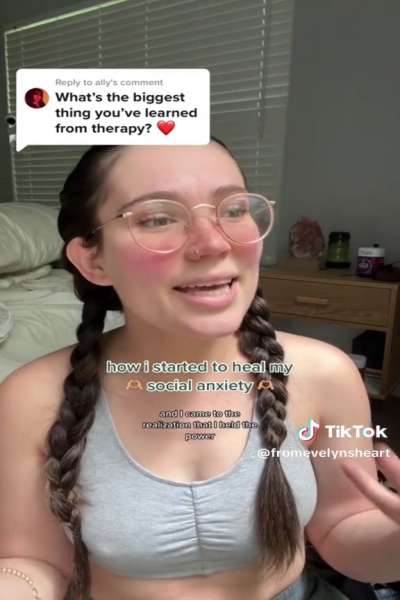 Reply to ally's comment
What's the biggest
thing you've learned
from therapy? ❤️
how i started to heal my
🫶🏼 social anxiety 🫶🏼
and I came to the
realization that I held the
power
TikTok
@fromevelynsheart